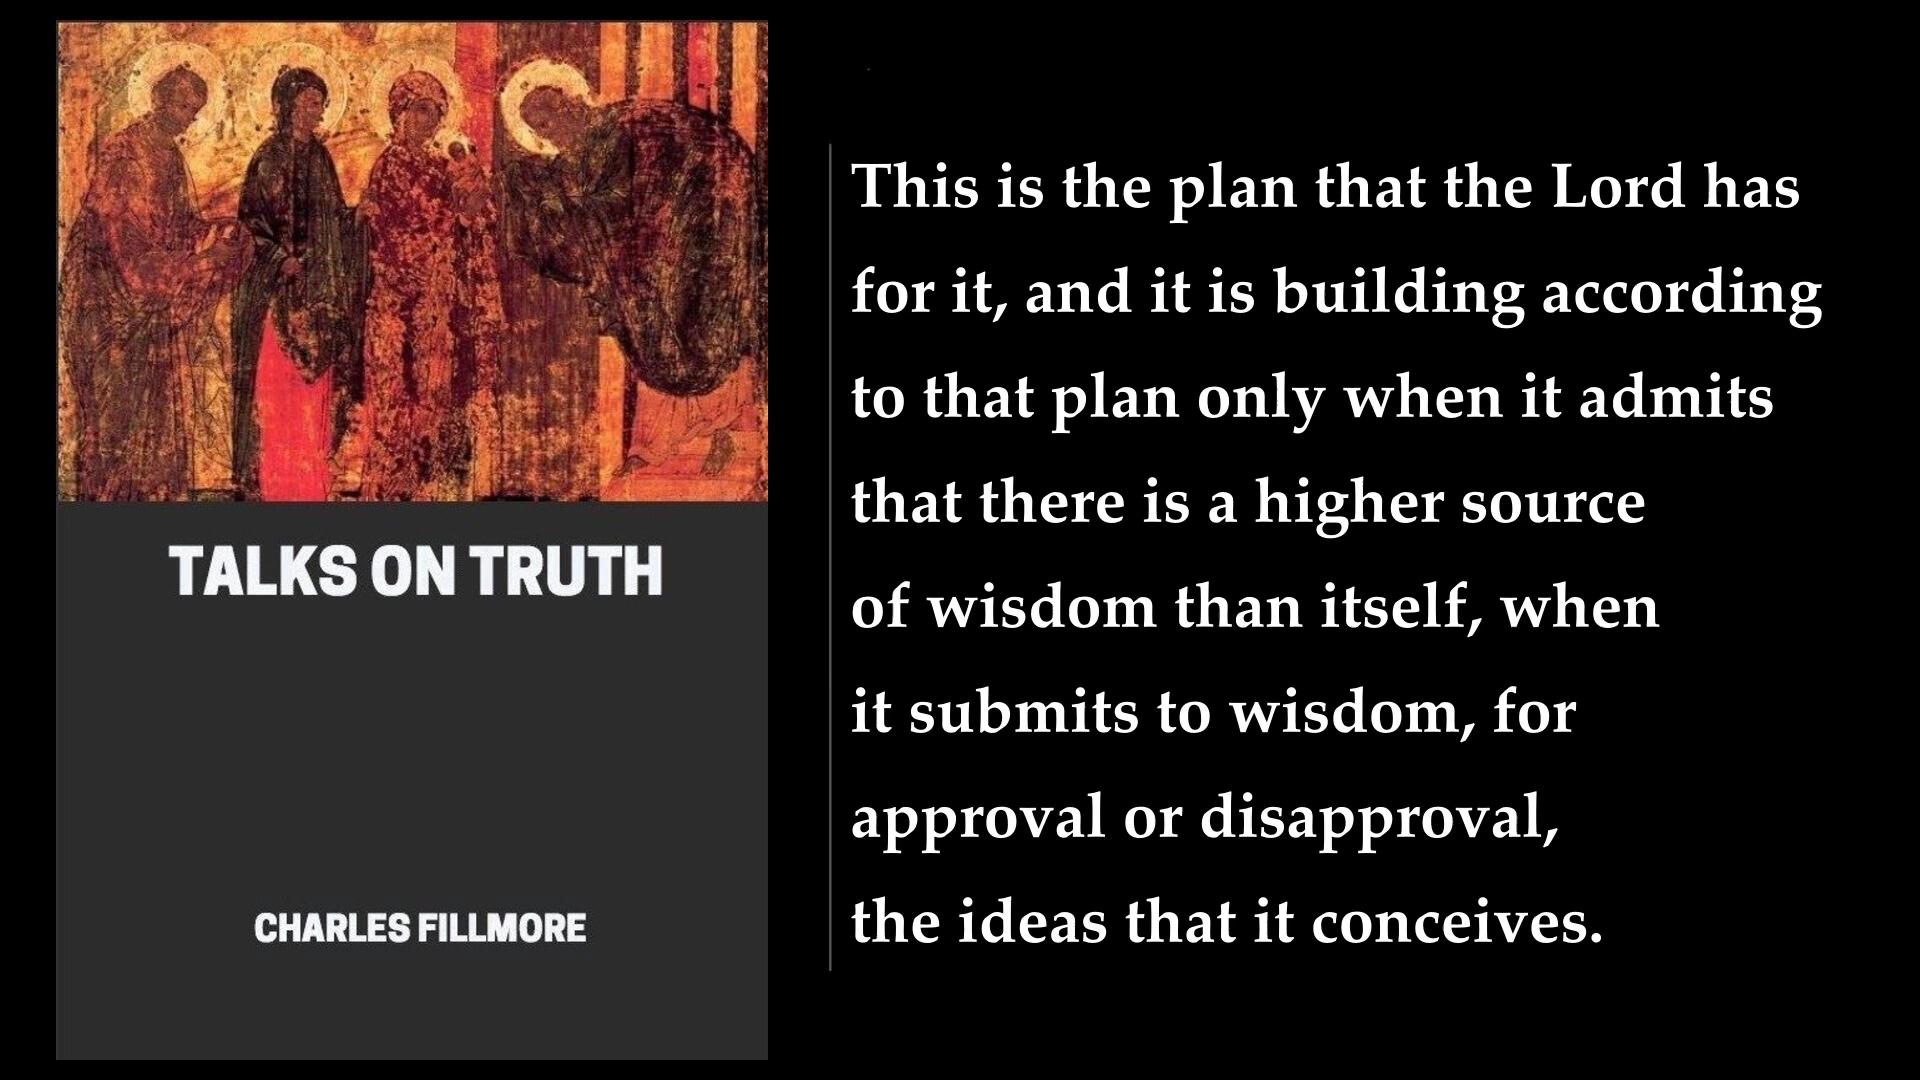 TALKS ON TRUTH
CHARLES FILLMORE
This is the plan that the Lord has
for it, and it is building according
to that plan only when it admits
that there is a higher source
of wisdom than itself, when
it submits to wisdom, for
approval or disapproval,
the ideas that it conceives.